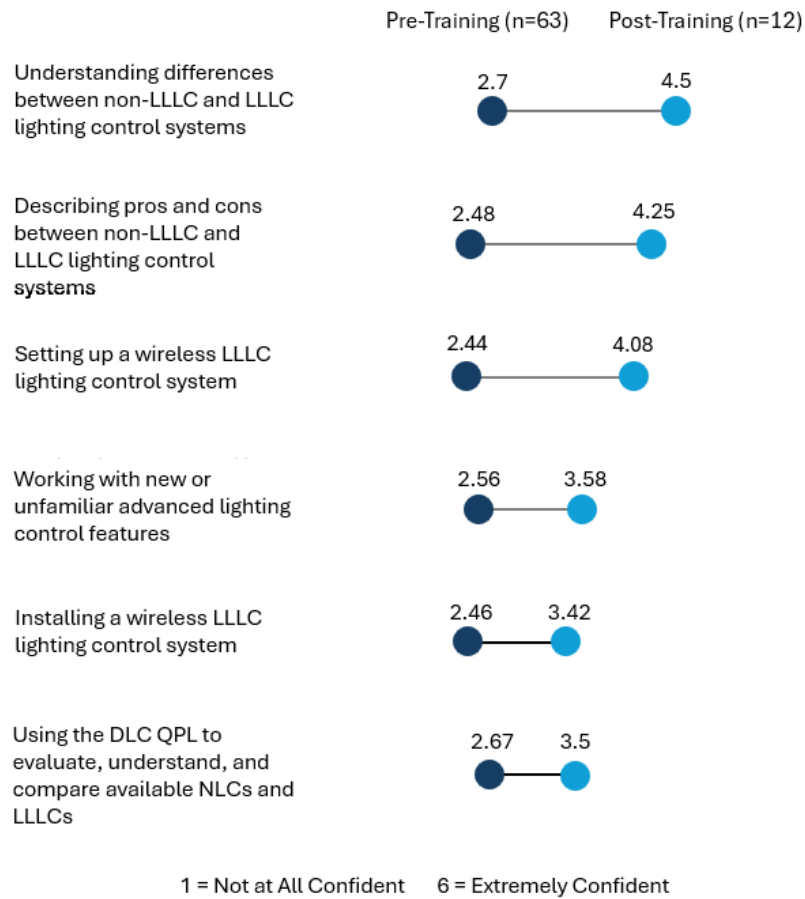 Pre-Training (n=63) Post-Training (n=12)
Understanding differences
between non-LLLC and LLLC
lighting control systems
2.7 4.5
Describing pros and cons
between non-LLLC and
LLLC lighting control
systems
2.48 4.25
Setting up a wireless LLLC
lighting control system
2.44 4.08
Working with new or
unfamiliar advanced lighting
control features
2.56 3.58
Installing a wireless LLLC
lighting control system
2.46 3.42
Using the DLC QPL to
evaluate, understand, and
compare available NLCs and
LLLCs
2.67 3.5
1 = Not at All Confident 6 = Extremely Confident